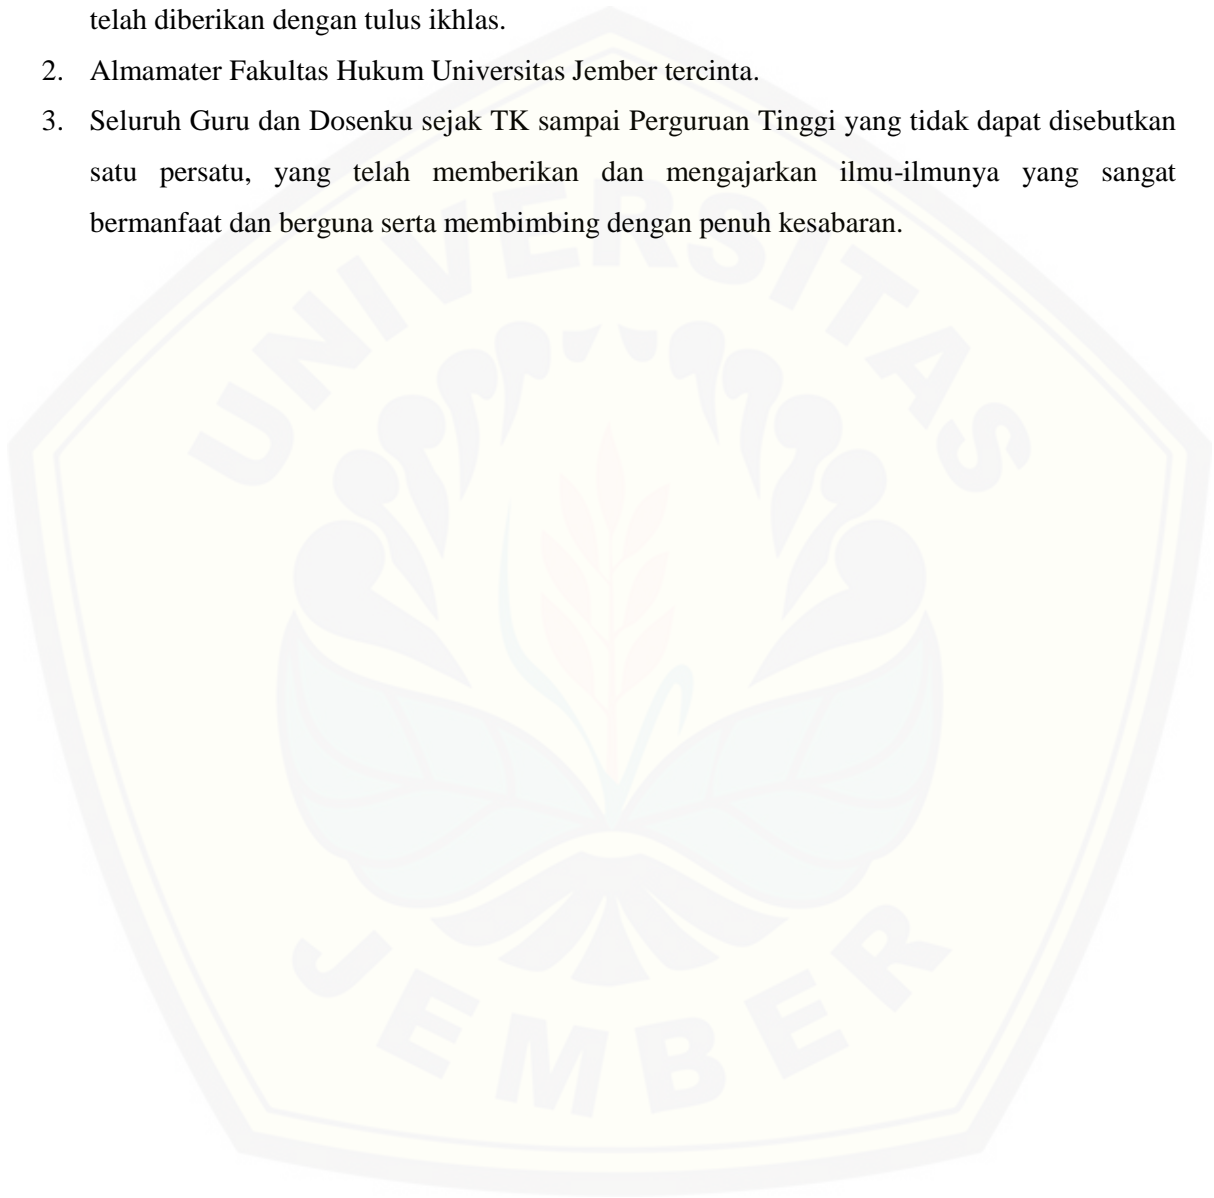 telah diberikan dengan tulus ikhlas.
2. Almamater Fakultas Hukum Universitas Jember tercinta.
3. Seluruh Guru dan Dosenku sejak TK sampai Perguruan Tinggi yang tidak dapat disebutkan
satu persatu, yang telah memberikan dan mengajarkan ilmu-ilmunya yang sangat
bermanfaat dan berguna serta membimbing dengan penuh kesabaran.
UNIVERSITAS
JEMBER